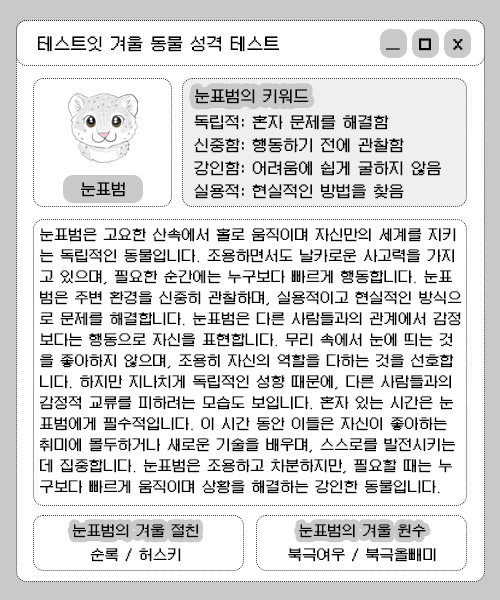 테스트잇 겨울 동물 성격 테스트
눈표범
눈표범의 키워드
독립적: 혼자 문제를 해결함
신중함: 행동하기 전에 관찰함
강인함: 어려움에 쉽게 굴하지 않음
실용적: 현실적인 방법을 찾음
눈표범은 고요한 산속에서 홀로 움직이며 자신만의 세계를 지키
는 독립적인 동물입니다. 조용하면서도 날카로운 사고력을 가지
고 있으며, 필요한 순간에는 누구보다 빠르게 행동합니다. 눈표
범은 주변 환경을 신중히 관찰하며, 실용적이고 현실적인 방식으
로 문제를 해결합니다. 눈표범은 다른 사람들과의 관계에서 감정
보다는 행동으로 자신을 표현합니다. 무리 속에서 눈에 띄는 것
을 좋아하지 않으며, 조용히 자신의 역할을 다하는 것을 선호합
니다. 하지만 지나치게 독립적인 성향 때문에, 다른 사람들과의
감정적 교류를 피하려는 모습도 보입니다. 혼자 있는 시간은 눈
표범에게 필수적입니다. 이 시간 동안 이들은 자신이 좋아하는
취미에 몰두하거나 새로운 기술을 배우며, 스스로를 발전시키는
데 집중합니다. 눈표범은 조용하고 차분하지만, 필요할 때는 누
구보다 빠르게 움직이며 상황을 해결하는 강인한 동물입니다.
눈표범의 겨울 절친
순록 / 허스키
눈표범의 겨울 원수
북극여우 / 북극올빼미